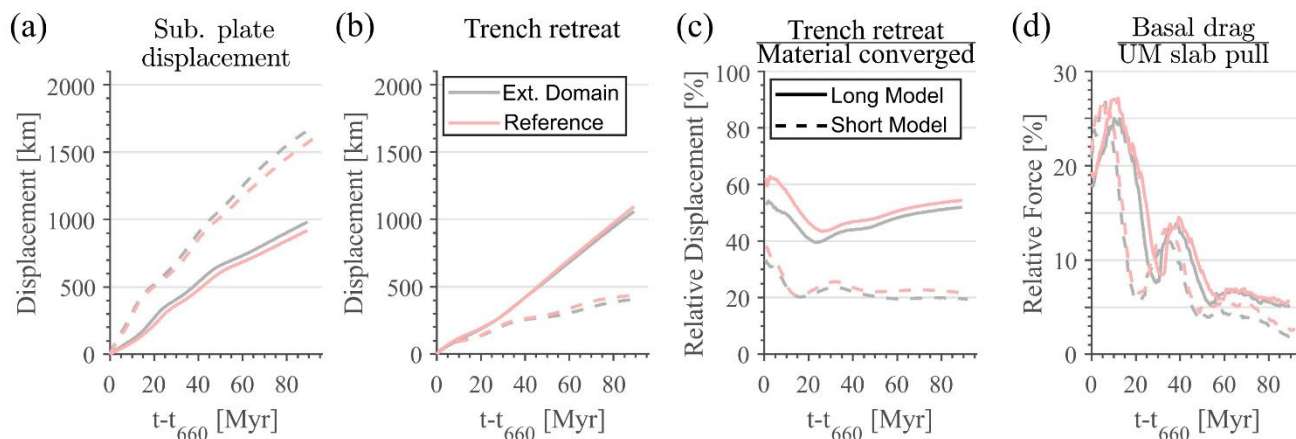 (a)
Sub. plate
displacement
2000
1500
1000
500
0
Displacement [km]
0 20 40 60 80
t-t660 [Myr]
(b)
Trench retreat
2000
1500
1000
500
0
Displacement [km]
Ext. Domain
Reference
0 20 40 60 80
t-t660 [Myr]
(c)
Trench retreat
Material converged
100
80
60
40
20
0
Relative Displacement [%]
Long Model
Short Model
0 20 40 60 80
t-t660 [Myr]
(d)
Basal drag
UM slab pull
30
25
20
15
10
5
0
Relative Force [%]
0 20 40 60 80
t-t660 [Myr]